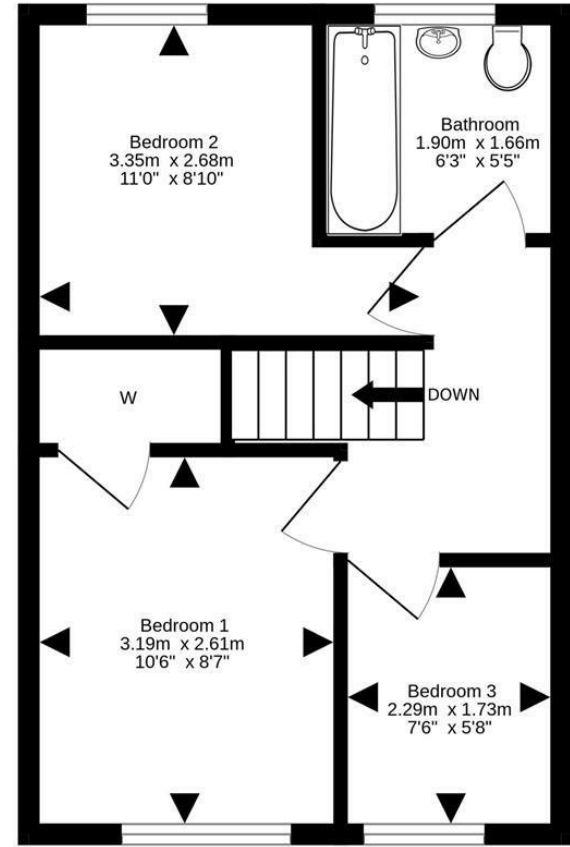 Bedroom 2
3.35m x 2.68m
11'0" x 8'10"
Bathroom
1.90m x 1.66m
6'3" x 5'5"
W
DOWN
Bedroom 1
3.19m x 2.61m
10'6" x 8'7"
Bedroom 3
2.29m x 1.73m
7'6" x 5'8"